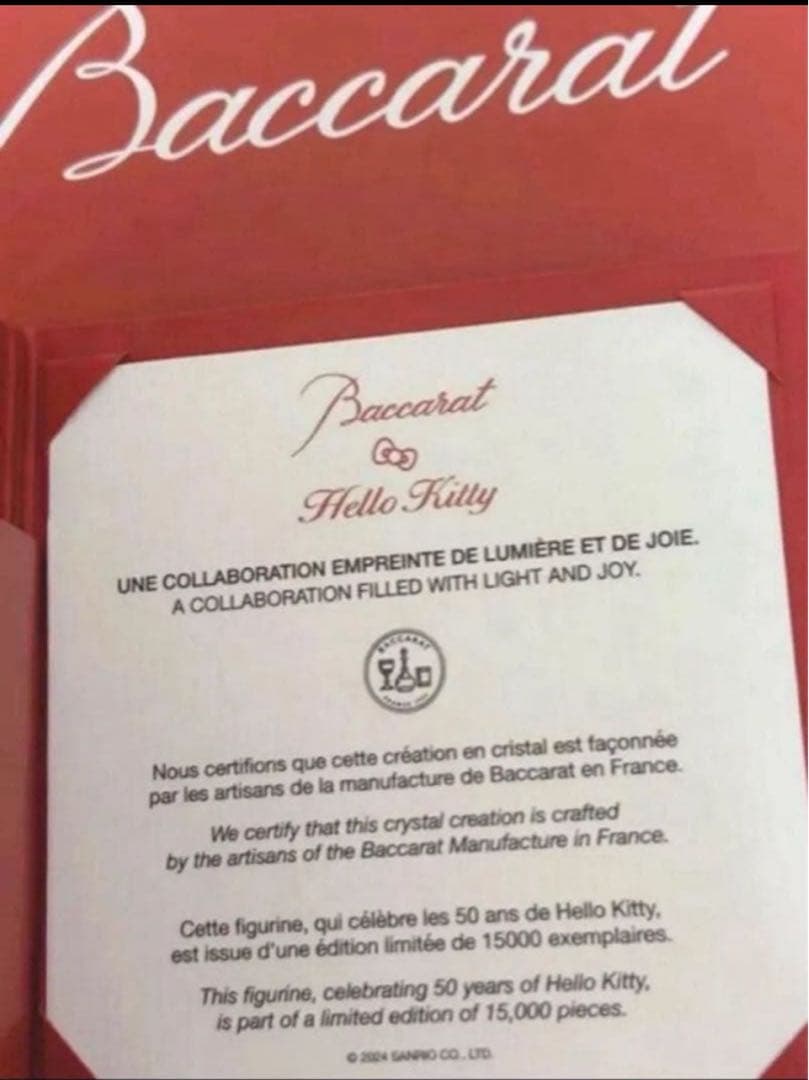 Baccarat
Baccarat
Hello Kitty
UNE COLLABORATION EMPREINTE DE LUMIÈRE ET DE JOIE.
A COLLABORATION FILLED WITH LIGHT AND JOY.
BACCARAT
Nous certifions que cette création en cristal est façonnée
par les artisans de la manufacture de Baccarat en France.
We certify that this crystal creation is crafted
by the artisans of the Baccarat Manufacture in France.
Cette figurine, qui célèbre les 50 ans de Hello Kitty,
est issue d'une édition limitée de 15000 exemplaires.
This figurine, celebrating 50 years of Hello Kitty,
is part of a limited edition of 15,000 pieces.
© 2024 SANRIO CO., LTD.